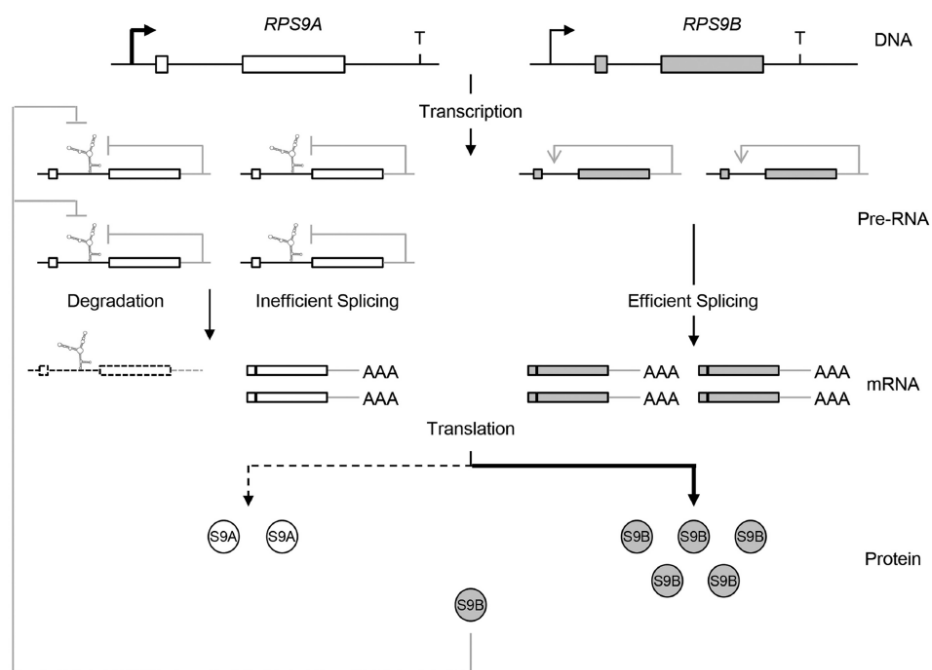 RPS9A RPS9B
T T DNA
Transcription
Pre-RNA
Degradation Inefficient Splicing Efficient Splicing
AAA AAA AAA mRNA
AAA AAA AAA
Translation
S9A S9A S9B S9B S9B
Protein
S9B S9B
S9B